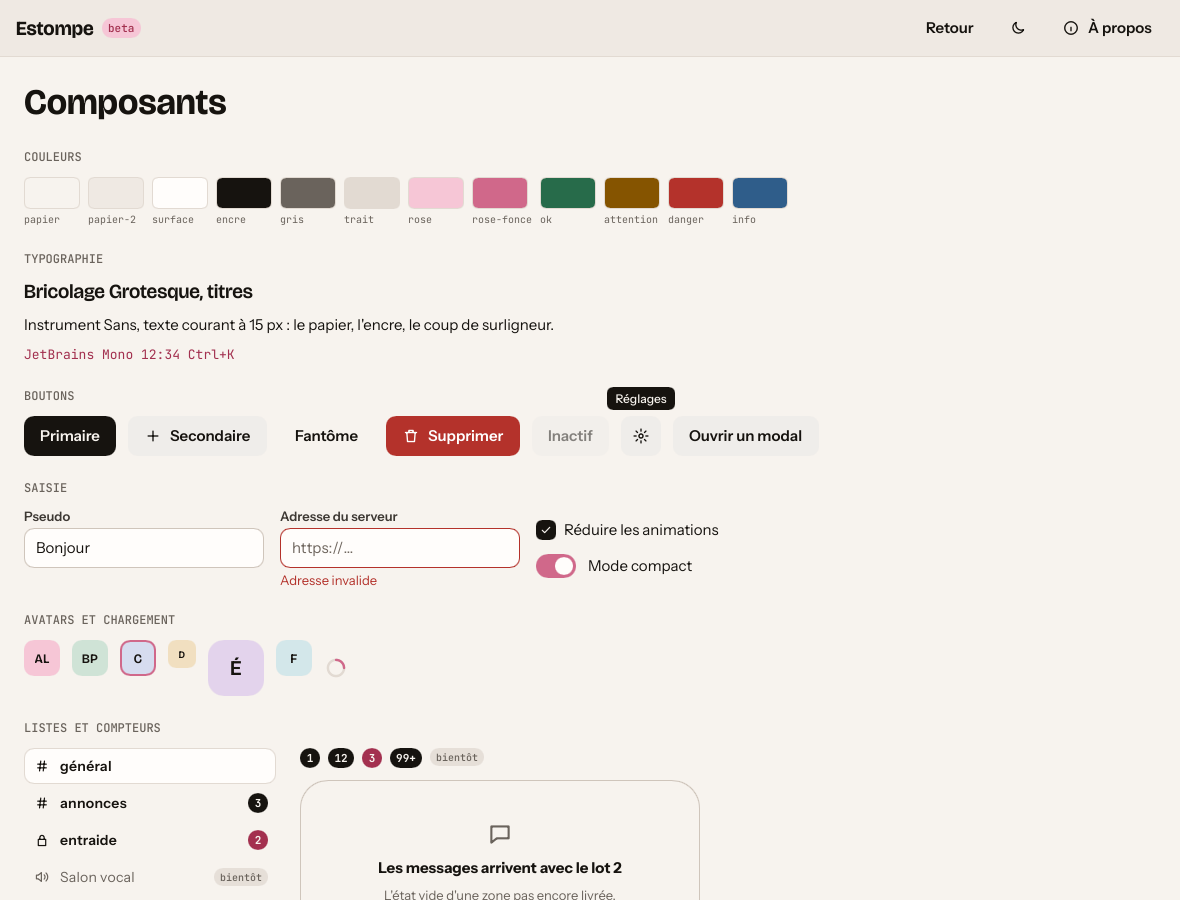 Estompe beta Retour À propos
Composants
COULEURS
papier papier-2 surface encre gris trait rose rose-fonce ok attention danger info
TYPOGRAPHIE
Bricolage Grotesque, titres
Instrument Sans, texte courant à 15 px : le papier, l'encre, le coup de surligneur.
JetBrains Mono 12:34 Ctrl+K
BOUTONS
Réglages
Primaire Secondaire Fantôme Supprimer Inactif Ouvrir un modal
SAISIE
Pseudo Adresse du serveur
Réduire les animations
Bonjour https://…
Mode compact
Adresse invalide
AVATARS ET CHARGEMENT
AL BP C D É F
LISTES ET COMPTEURS
# général
1 12 3 99+ bientôt
# annonces 3
entraide 2
Salon vocal bientôt
Les messages arrivent avec le lot 2
L'état vide d'une zone pas encore livrée.